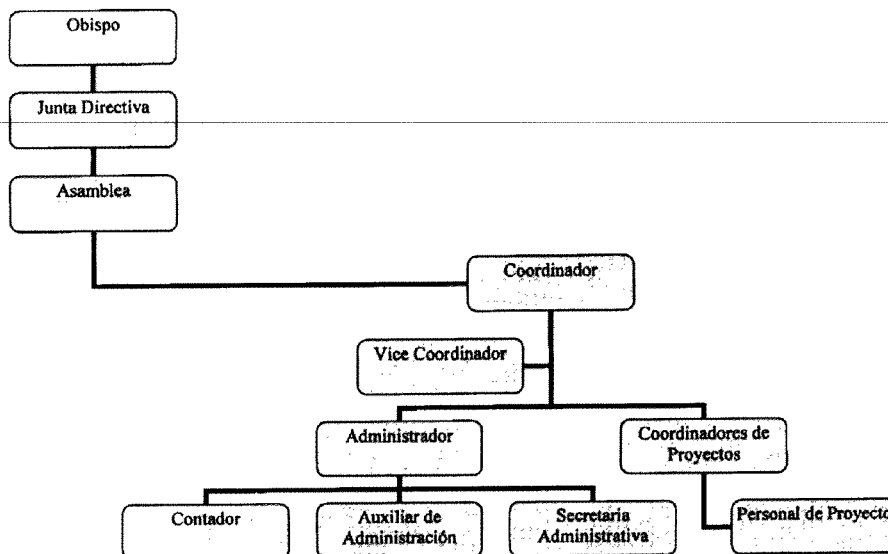 Obispo
Junta Directiva
Asamblea
Coordinador
Vice Coordinador
Administrador
Coordinadores de
Proyectos
Contador
Auxiliar de
Administración
Secretaria
Administrativa
Personal de Proyecto